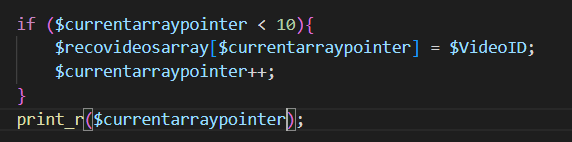 if ($currentarraypointer < 10){
    $recovideosarray[$currentarraypointer] = $VideoID;
    $currentarraypointer++;
}
print_r($currentarraypointer);